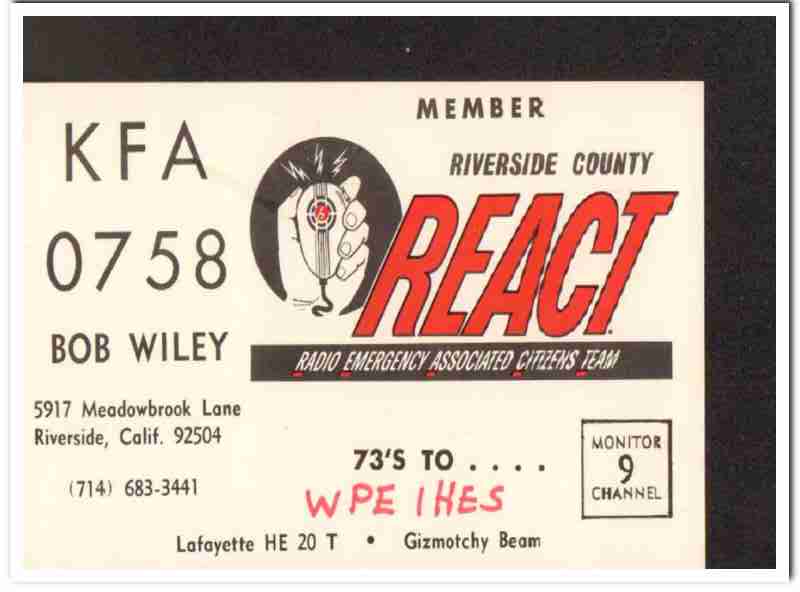 MEMBER
KFA
0758
BOB WILEY
5917 Meadowbrook Lane
Riverside, Calif. 92504
(714) 683-3441
RIVERSIDE COUNTY
REACT
RADIO EMERGENCY ASSOCIATED CITIZENS TEAM
73'S TO . . . .
WPE 1HES
MONITOR
9
CHANNEL
Lafayette HE 20 T • Gizmotchy Beam